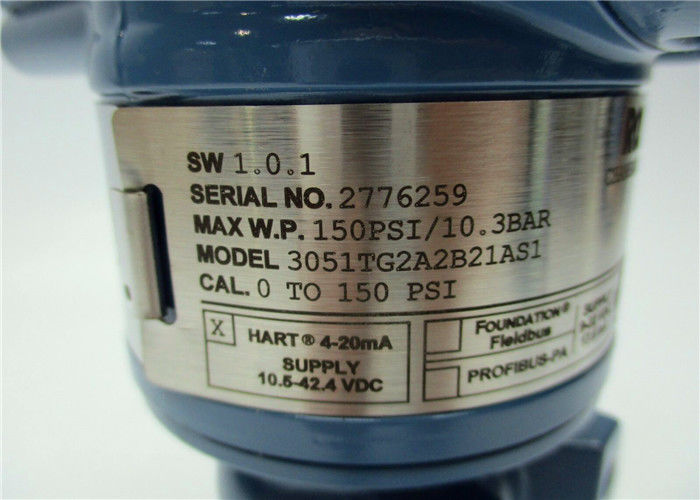 SW 1.0.1
SERIAL NO. 2776259
MAX W.P. 150PSI/10.3BAR
MODEL 3051TG2A2B21AS1
CAL. 0 TO 150 PSI
X HART® 4-20mA
SUPPLY
10.5-42.4 VDC
FOUNDATION®
Fieldbus
PROFIBUS-PA
SUPPLY